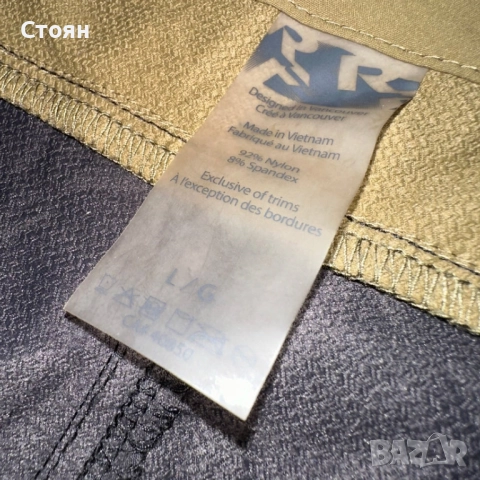 Стоян
Designed in Vancouver
Créé à Vancouver
Made in Vietnam
Fabriqué au Vietnam
92% Nylon
8% Spandex
Exclusive of trims
À l'exception des bordures
L / G
BAZAR